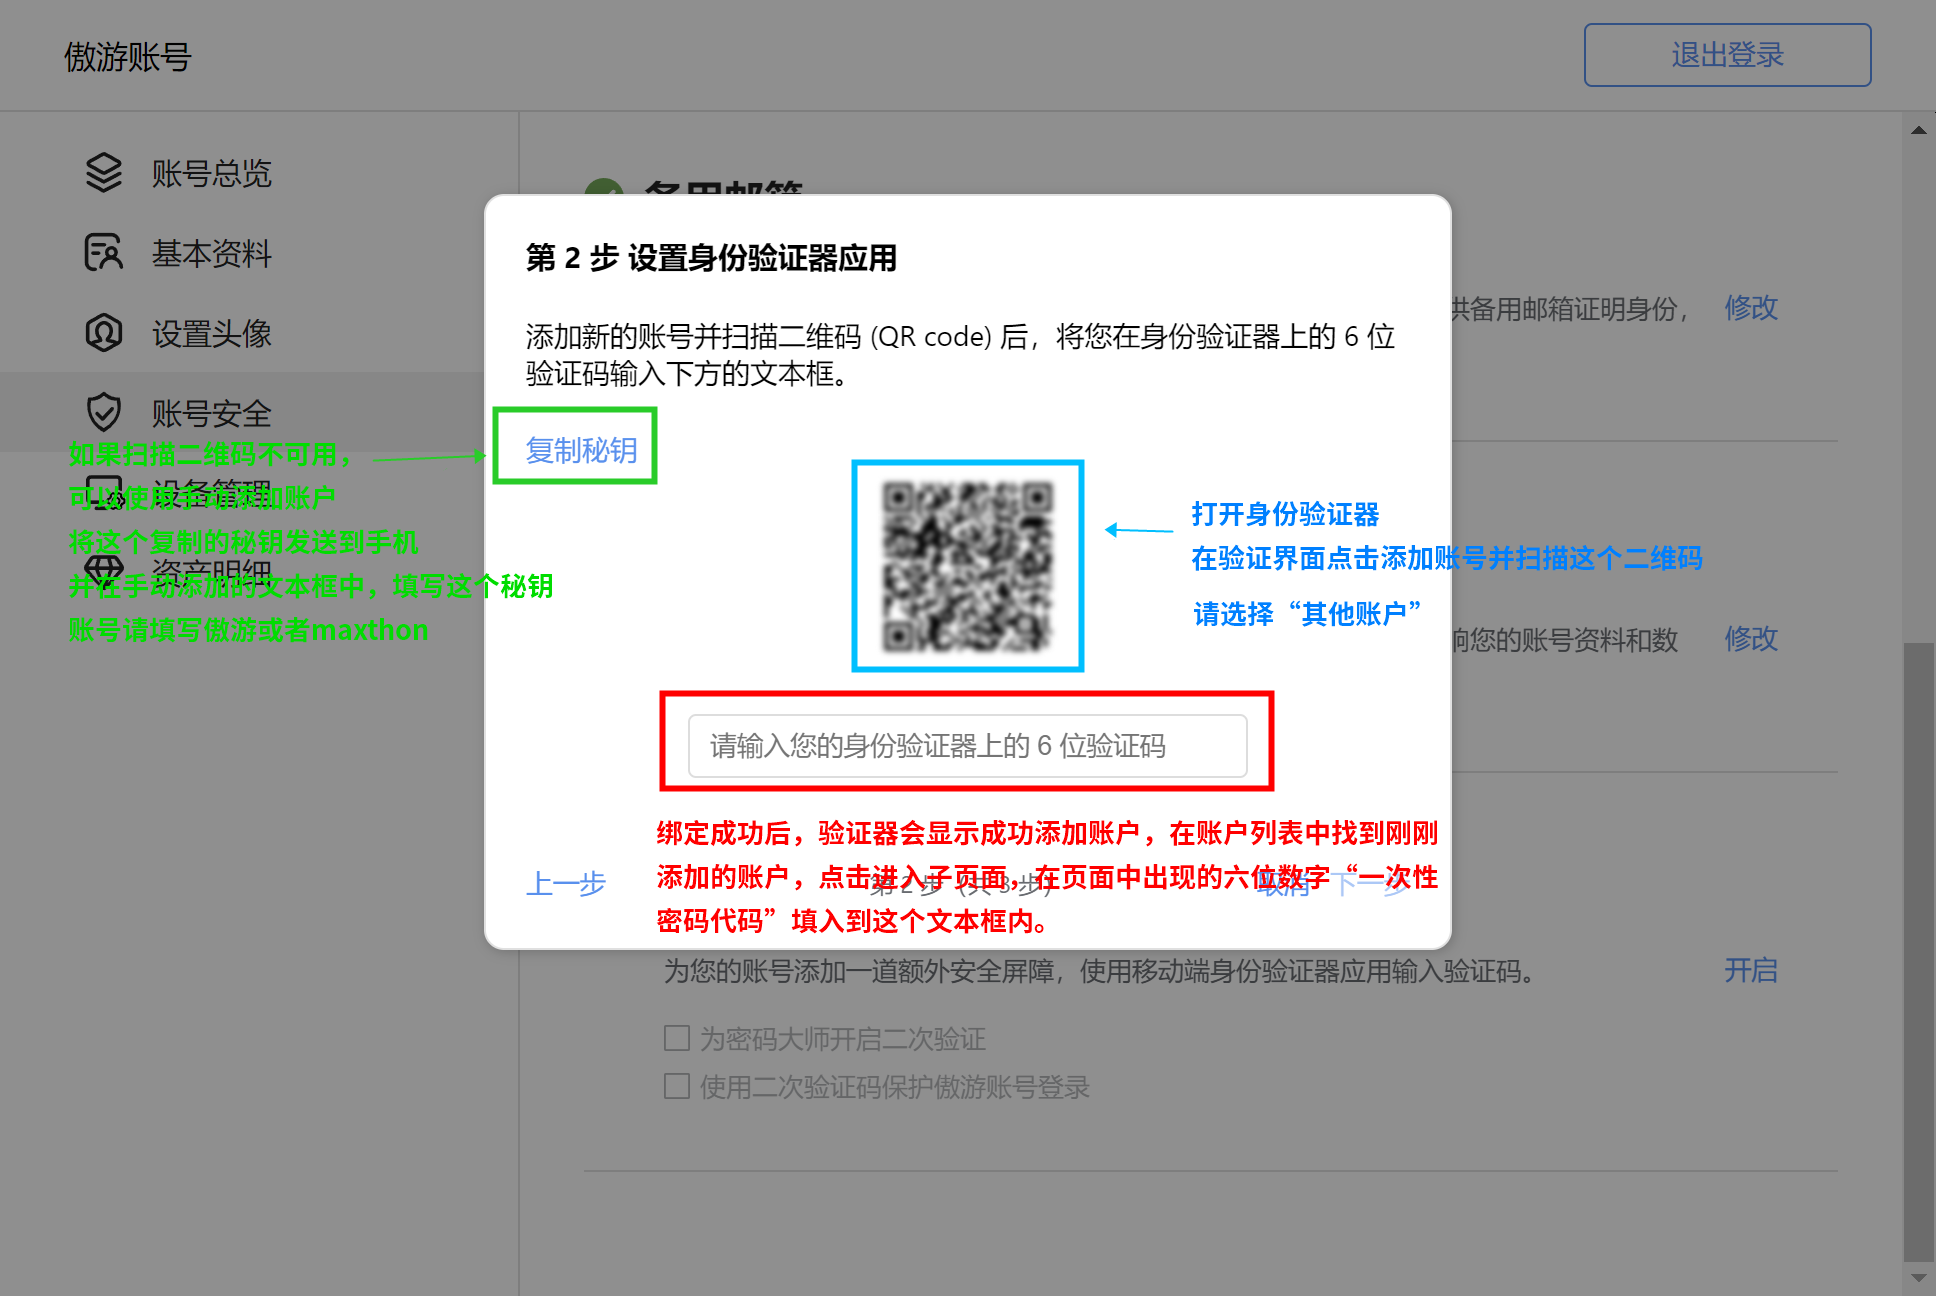 傲游账号
退出登录
账号总览
基本资料
设置头像
账号安全
设备管理
资产明细
备用邮箱
供备用邮箱证明身份，
修改
响您的账号资料和数
修改
第 2 步 设置身份验证器应用
添加新的账号并扫描二维码 (QR code) 后，将您在身份验证器上的 6 位
验证码输入下方的文本框。
复制秘钥
如果扫描二维码不可用，
可以使用手动添加账户
将这个复制的秘钥发送到手机
并在手动添加的文本框中，填写这个秘钥
账号请填写傲游或者maxthon
打开身份验证器
在验证界面点击添加账号并扫描这个二维码
请选择“其他账户”
请输入您的身份验证器上的 6 位验证码
绑定成功后，验证器会显示成功添加账户，在账户列表中找到刚刚
添加的账户，点击进入子页面，在页面中出现的六位数字“一次性
密码代码”填入到这个文本框内。
上一步
第 2 步 (共 3 步)
取消
下一步
为您的账号添加一道额外安全屏障，使用移动端身份验证器应用输入验证码。
开启
为密码大师开启二次验证
使用二次验证码保护傲游账号登录